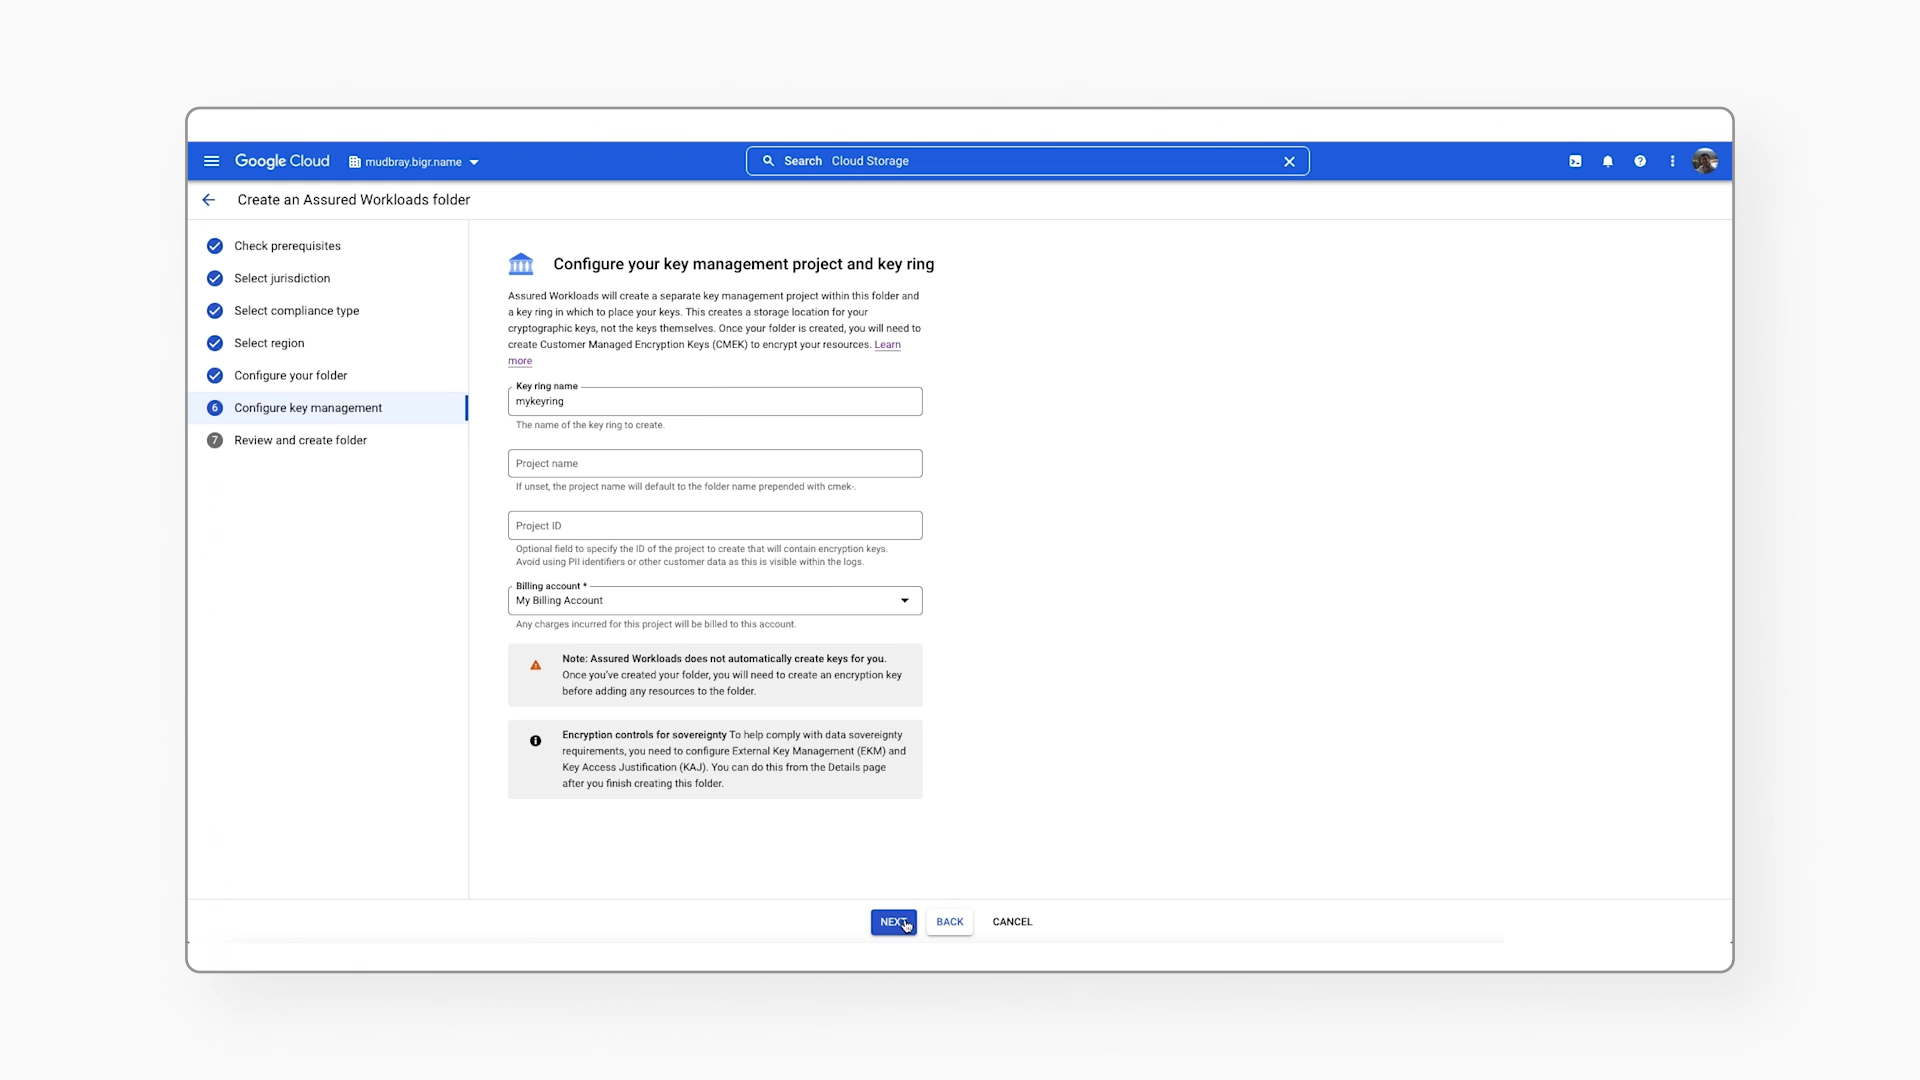 Google Cloud
mudbray.bigr.name
Search Cloud Storage
Create an Assured Workloads folder
Check prerequisites
Select jurisdiction
Select compliance type
Select region
Configure your folder
6 Configure key management
7 Review and create folder
Configure your key management project and key ring
Assured Workloads will create a separate key management project within this folder and
a key ring in which to place your keys. This creates a storage location for your
cryptographic keys, not the keys themselves. Once your folder is created, you will need to
create Customer Managed Encryption Keys (CMEK) to encrypt your resources. Learn
more
Key ring name
mykeyring
The name of the key ring to create.
Project name
If unset, the project name will default to the folder name prepended with cmek-.
Project ID
Optional field to specify the ID of the project to create that will contain encryption keys.
Avoid using PII identifiers or other customer data as this is visible within the logs.
Billing account *
My Billing Account
Any charges incurred for this project will be billed to this account.
Note: Assured Workloads does not automatically create keys for you.
Once you've created your folder, you will need to create an encryption key
before adding any resources to the folder.
Encryption controls for sovereignty To help comply with data sovereignty
requirements, you need to configure External Key Management (EKM) and
Key Access Justification (KAJ). You can do this from the Details page
after you finish creating this folder.
NEXT BACK CANCEL